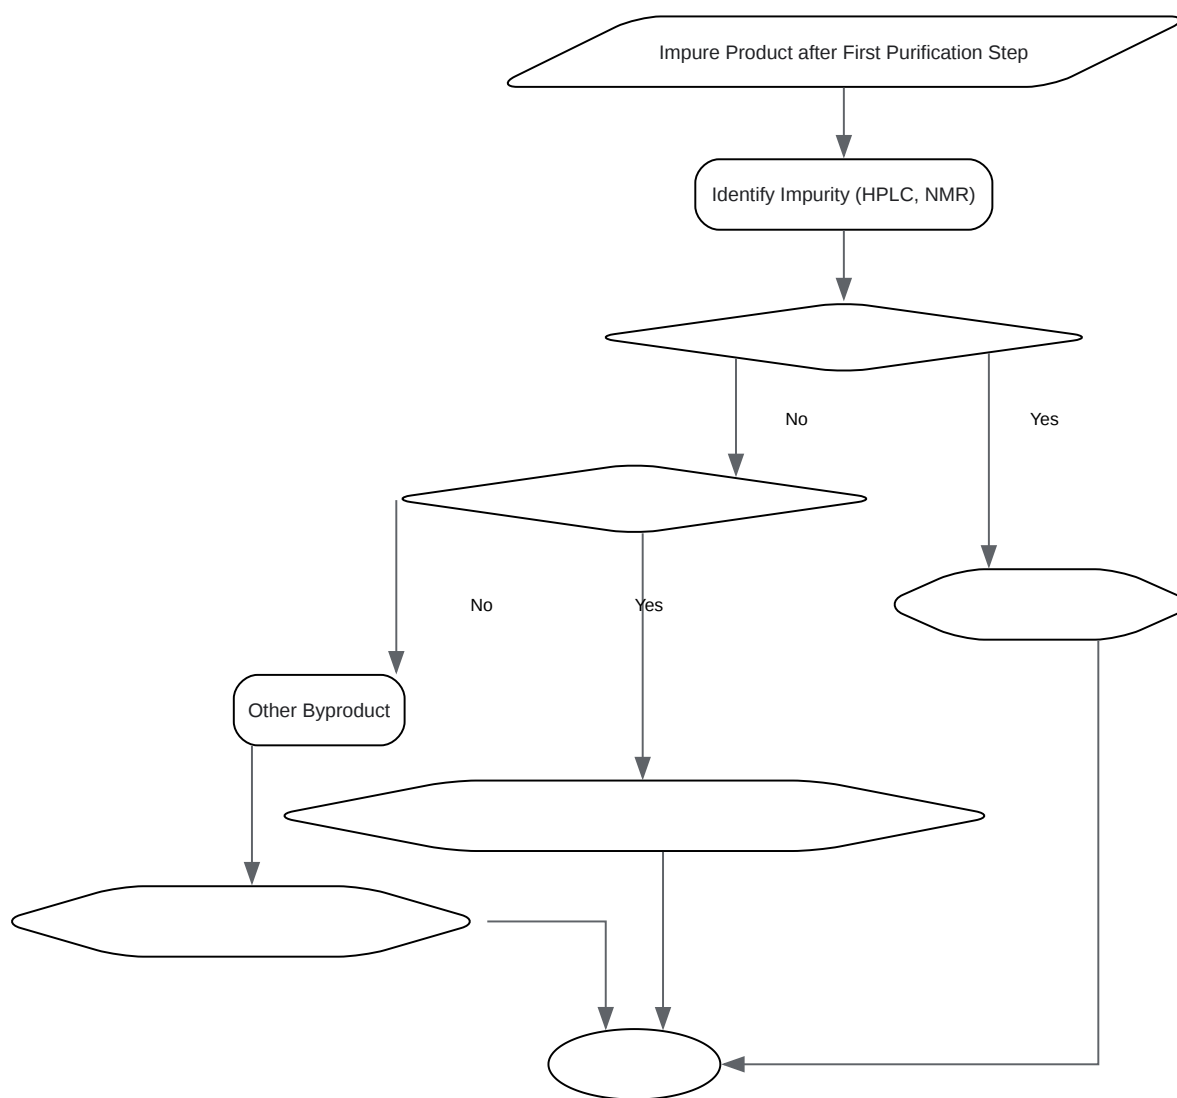 Impure Product after First Purification Step
Identify Impurity (HPLC, NMR)
No
Yes
No
Yes
Other Byproduct